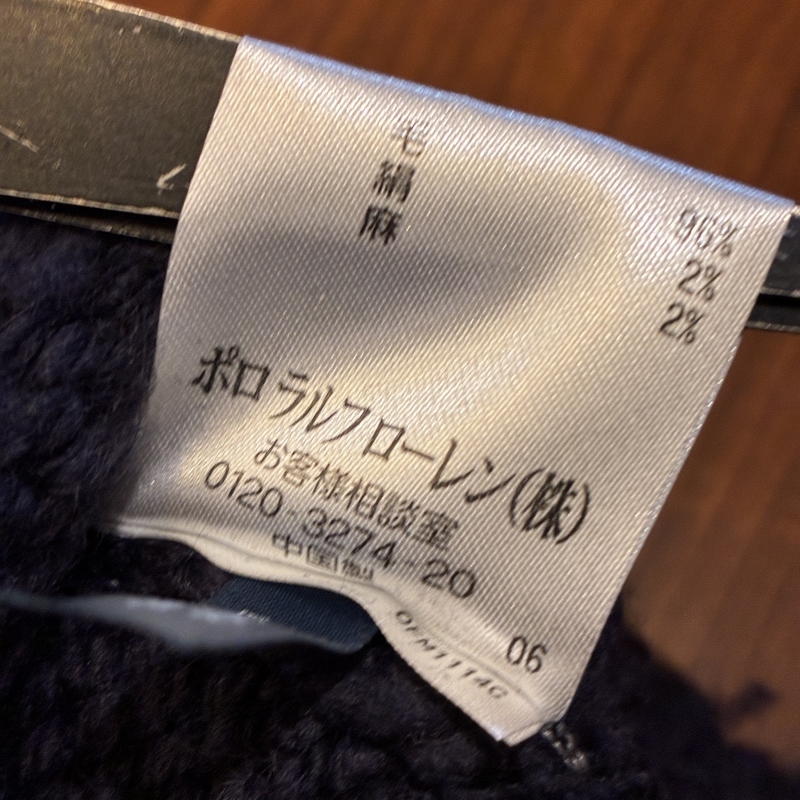 毛 96%
絹 2%
麻 2%
ポロ ラルフ ローレン(株)
お客様相談室
0120-3274-20
中国製
06
OFM1114G